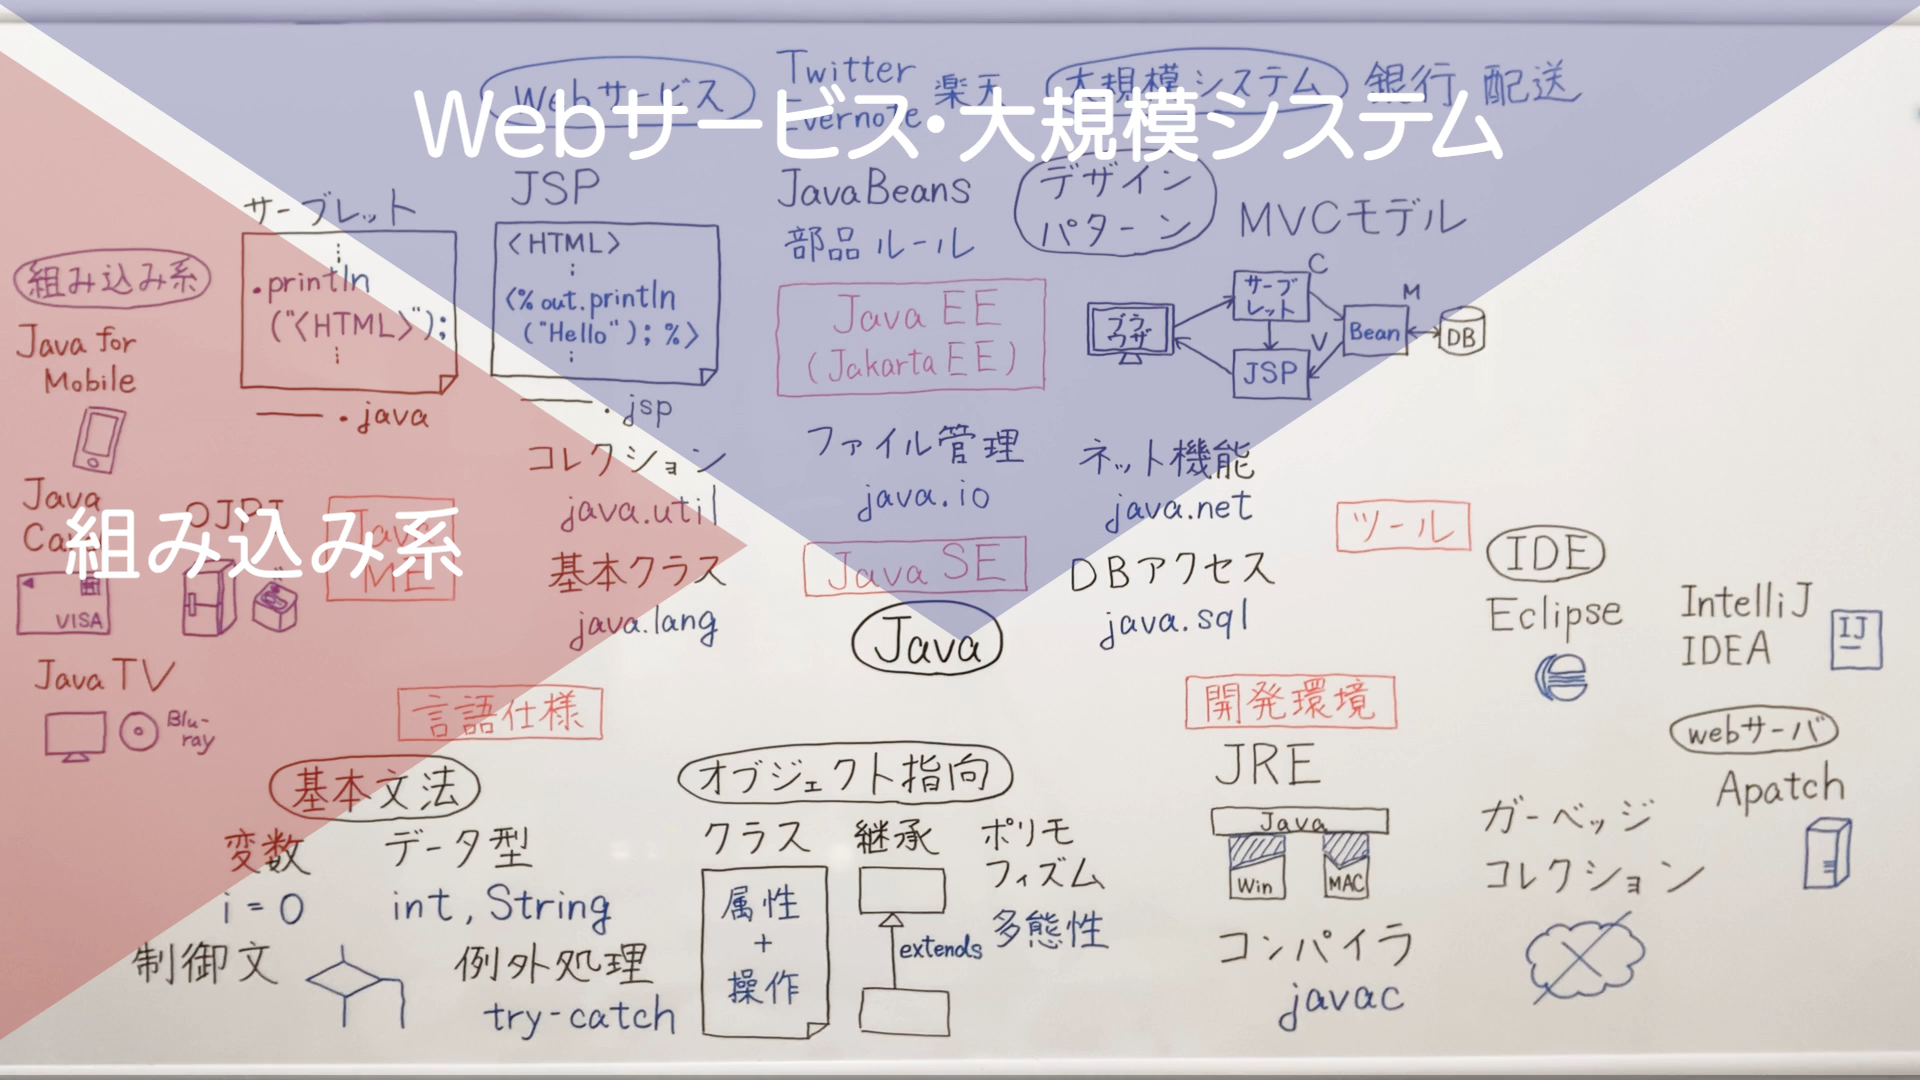 Webサービス・大規模システム
組み込み系
Webサービス
Twitter
Evernote
楽天
大規模システム
銀行 配送
サーブレット
.println
("<HTML>");
.java
JSP
<HTML>
<% out.println
("Hello"); %>
.jsp
JavaBeans
部品ルール
デザイン
パターン
MVCモデル
ブラ
ウザ
C
サーブ
レット
M
Bean
V
JSP
DB
Java EE
(Jakarta EE)
組み込み系
Java for
Mobile
Java
Card
VISA
OJPI
Java
ME
Java TV
Blu-
ray
コレクション
java.util
基本クラス
java.lang
ファイル管理
java.io
Java SE
Java
ネット機能
java.net
DBアクセス
java.sql
ツール
IDE
Eclipse
IntelliJ
IDEA
IJ
webサーバ
Apatch
言語仕様
基本文法
変数
i = 0
データ型
int, String
制御文
例外処理
try-catch
オブジェクト指向
クラス
属性
+
操作
継承
extends
ポリモ
フィズム
多態性
開発環境
JRE
Java
Win
MAC
コンパイラ
javac
ガーベッジ
コレクション